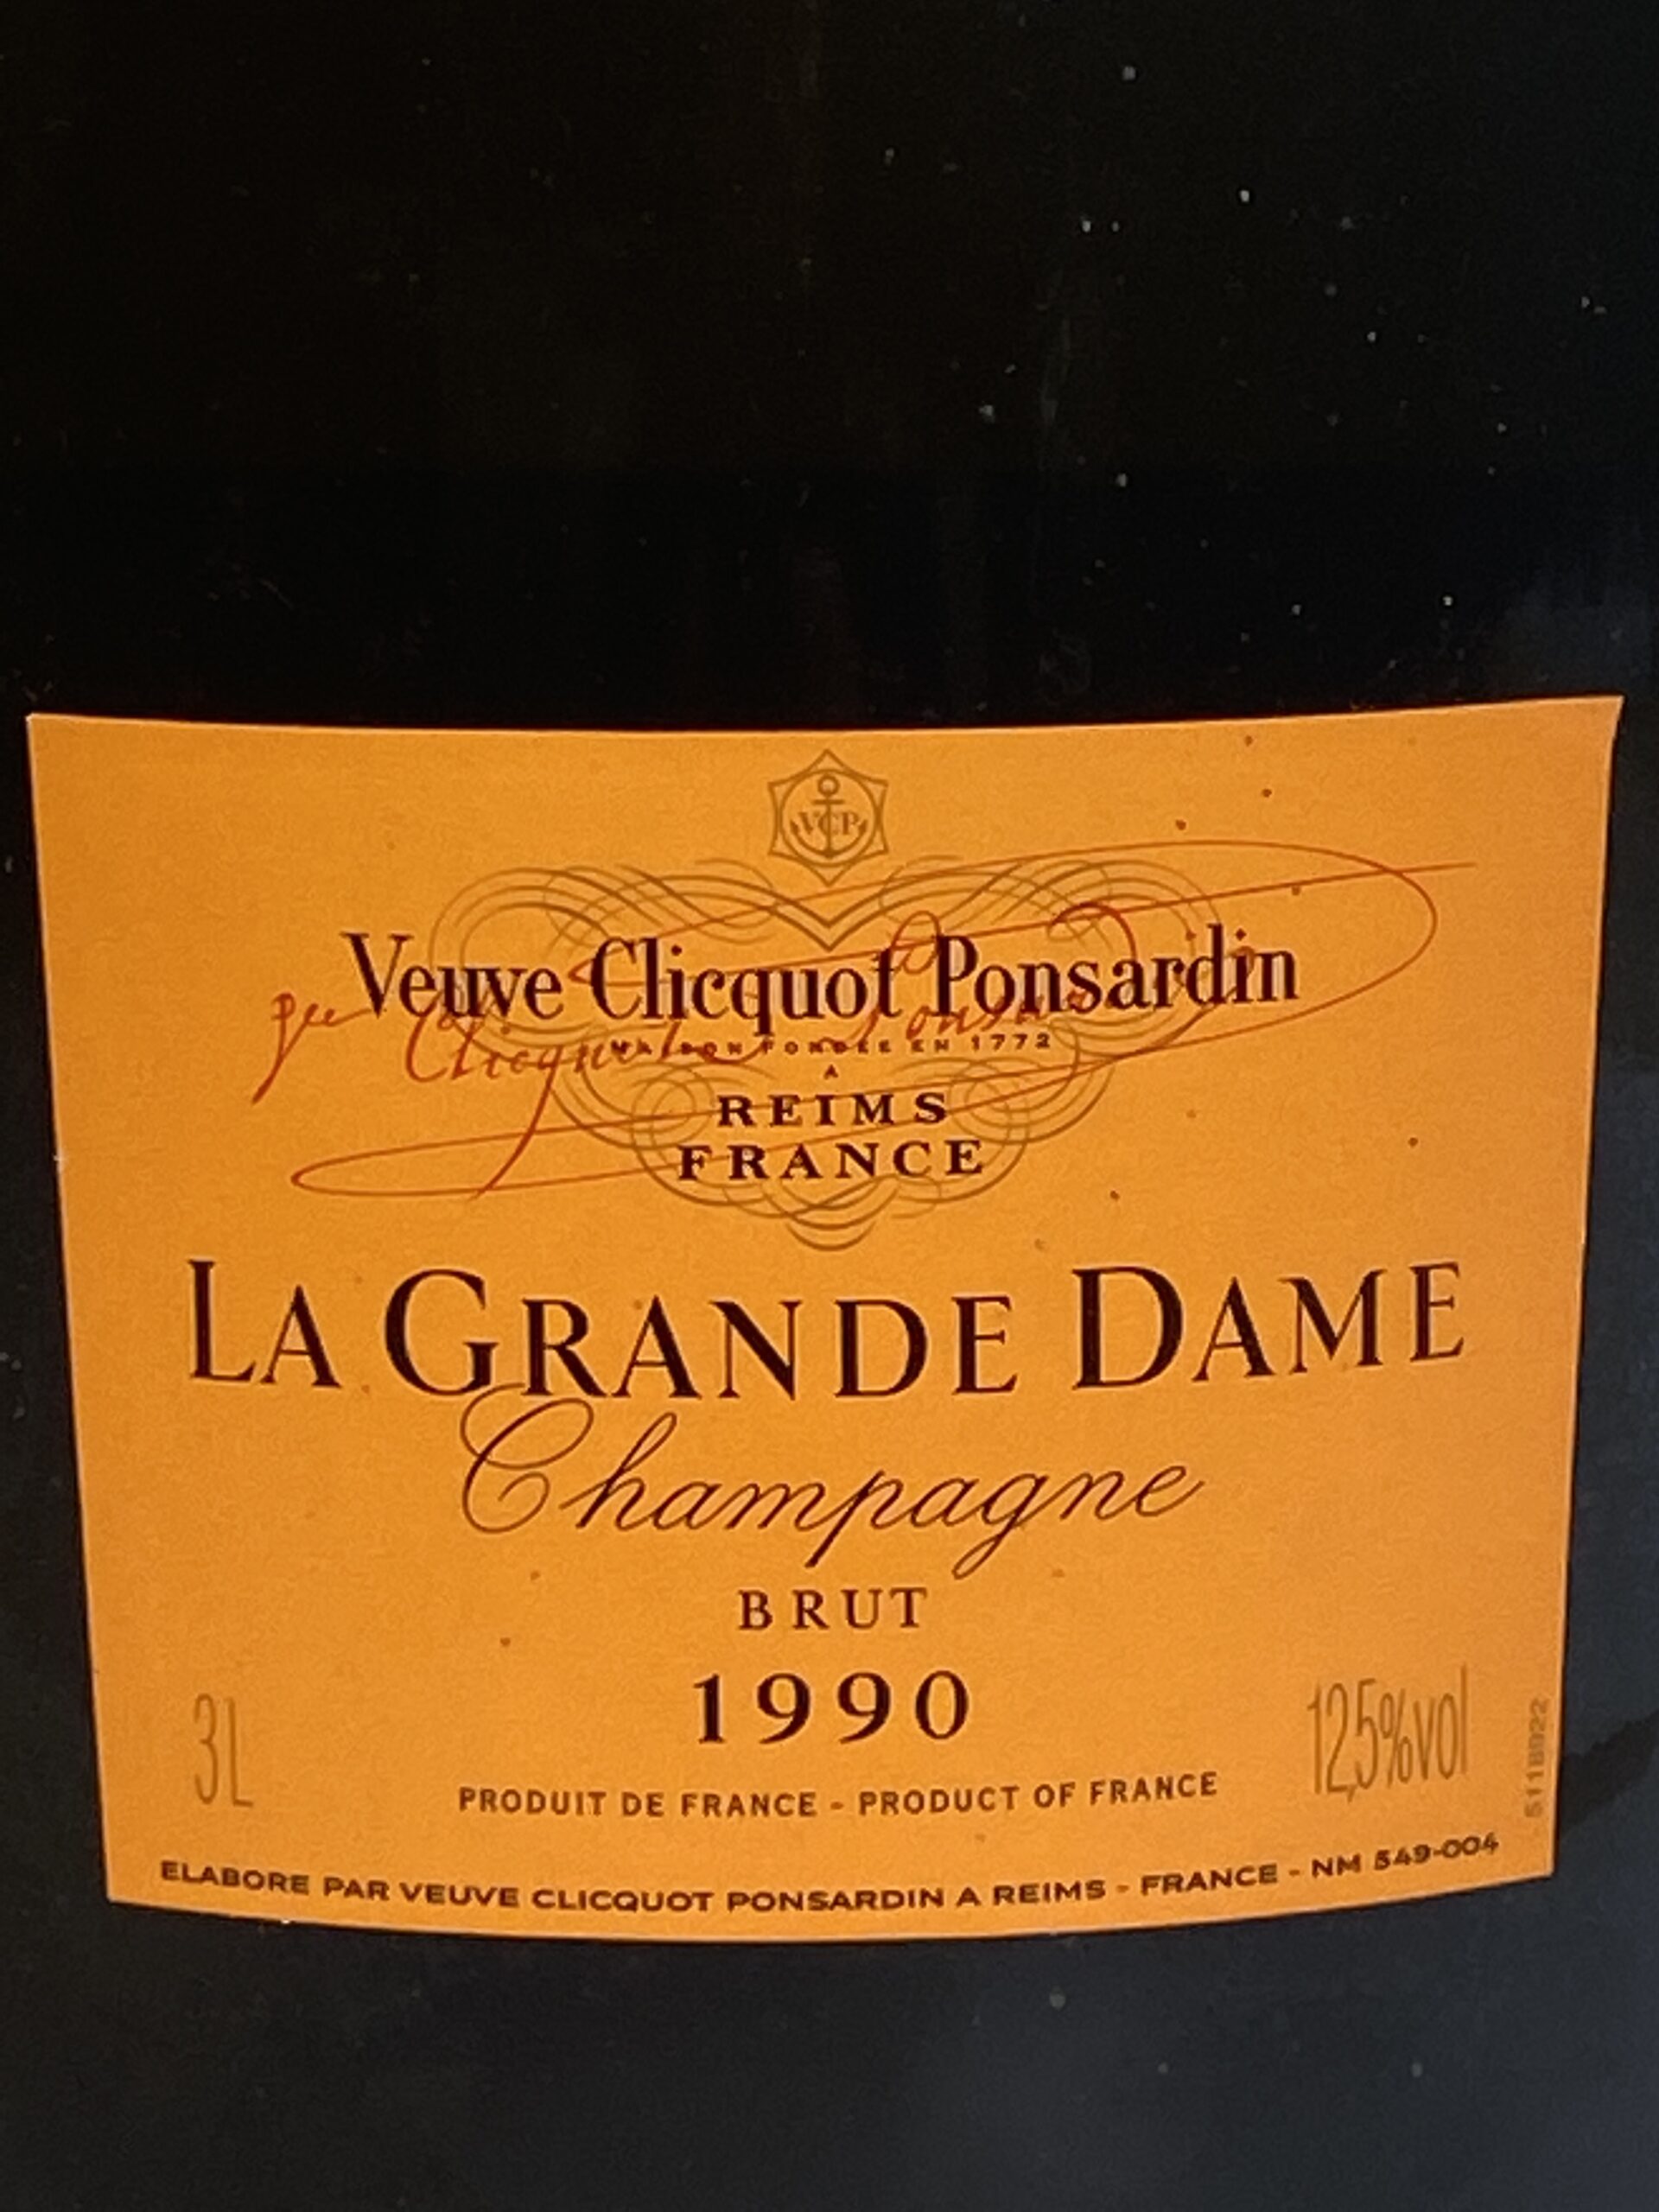 VCP
Veuve Clicquot Ponsardin
MAISON FONDÉE EN 1772
A
REIMS
FRANCE
LA GRANDE DAME
Champagne
BRUT
1990
3L
12,5%vol
PRODUIT DE FRANCE - PRODUCT OF FRANCE
ELABORE PAR VEUVE CLICQUOT PONSARDIN A REIMS - FRANCE - NM 549-004